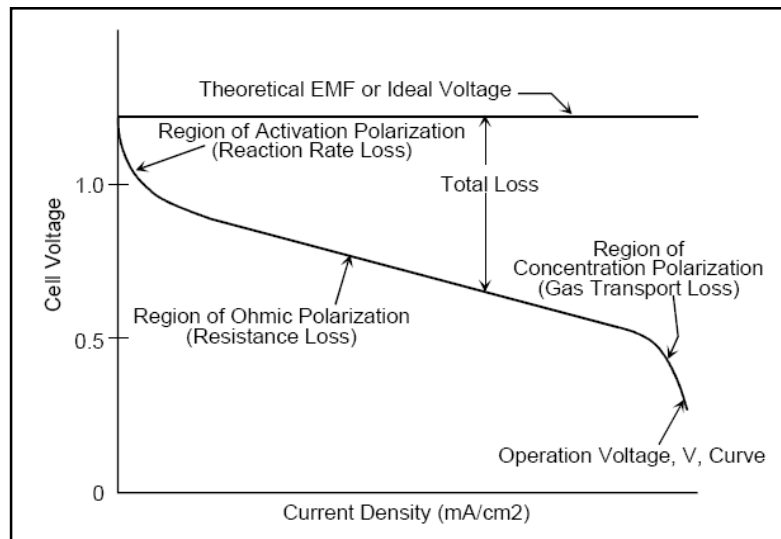 Theoretical EMF or Ideal Voltage
Region of Activation Polarization
(Reaction Rate Loss)
1.0
Total Loss
Region of
Concentration Polarization
(Gas Transport Loss)
Cell Voltage
Region of Ohmic Polarization
(Resistance Loss)
0.5
Operation Voltage, V, Curve
0
Current Density (mA/cm2)